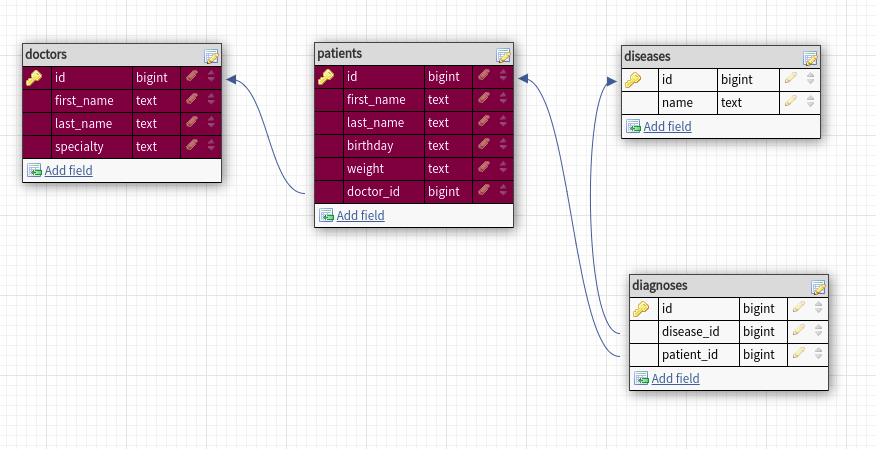 doctors
id bigint
first_name text
last_name text
specialty text
Add field
patients
id bigint
first_name text
last_name text
birthday text
weight text
doctor_id bigint
Add field
diseases
id bigint
name text
Add field
diagnoses
id bigint
disease_id bigint
patient_id bigint
Add field